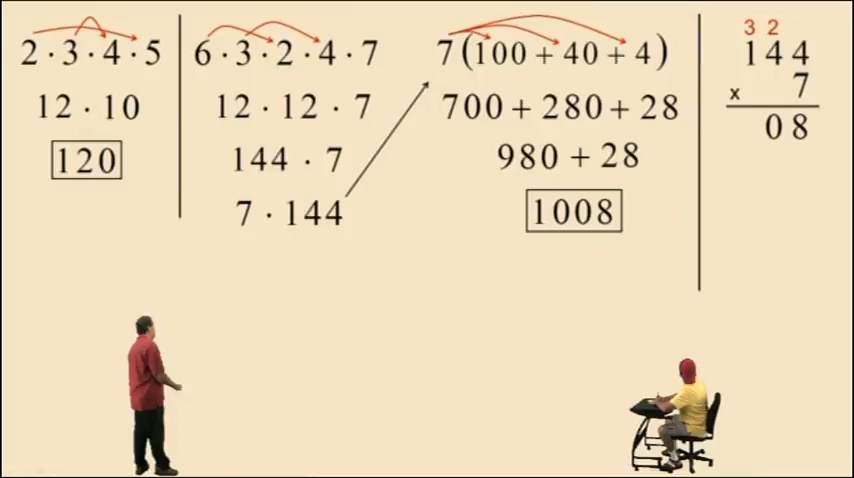 2 · 3 · 4 · 5
12 · 10
120
6 · 3 · 2 · 4 · 7
12 · 12 · 7
144 · 7
7 · 144
7(100 + 40 + 4)
700 + 280 + 28
980 + 28
1008
3 2
144
x 7
08